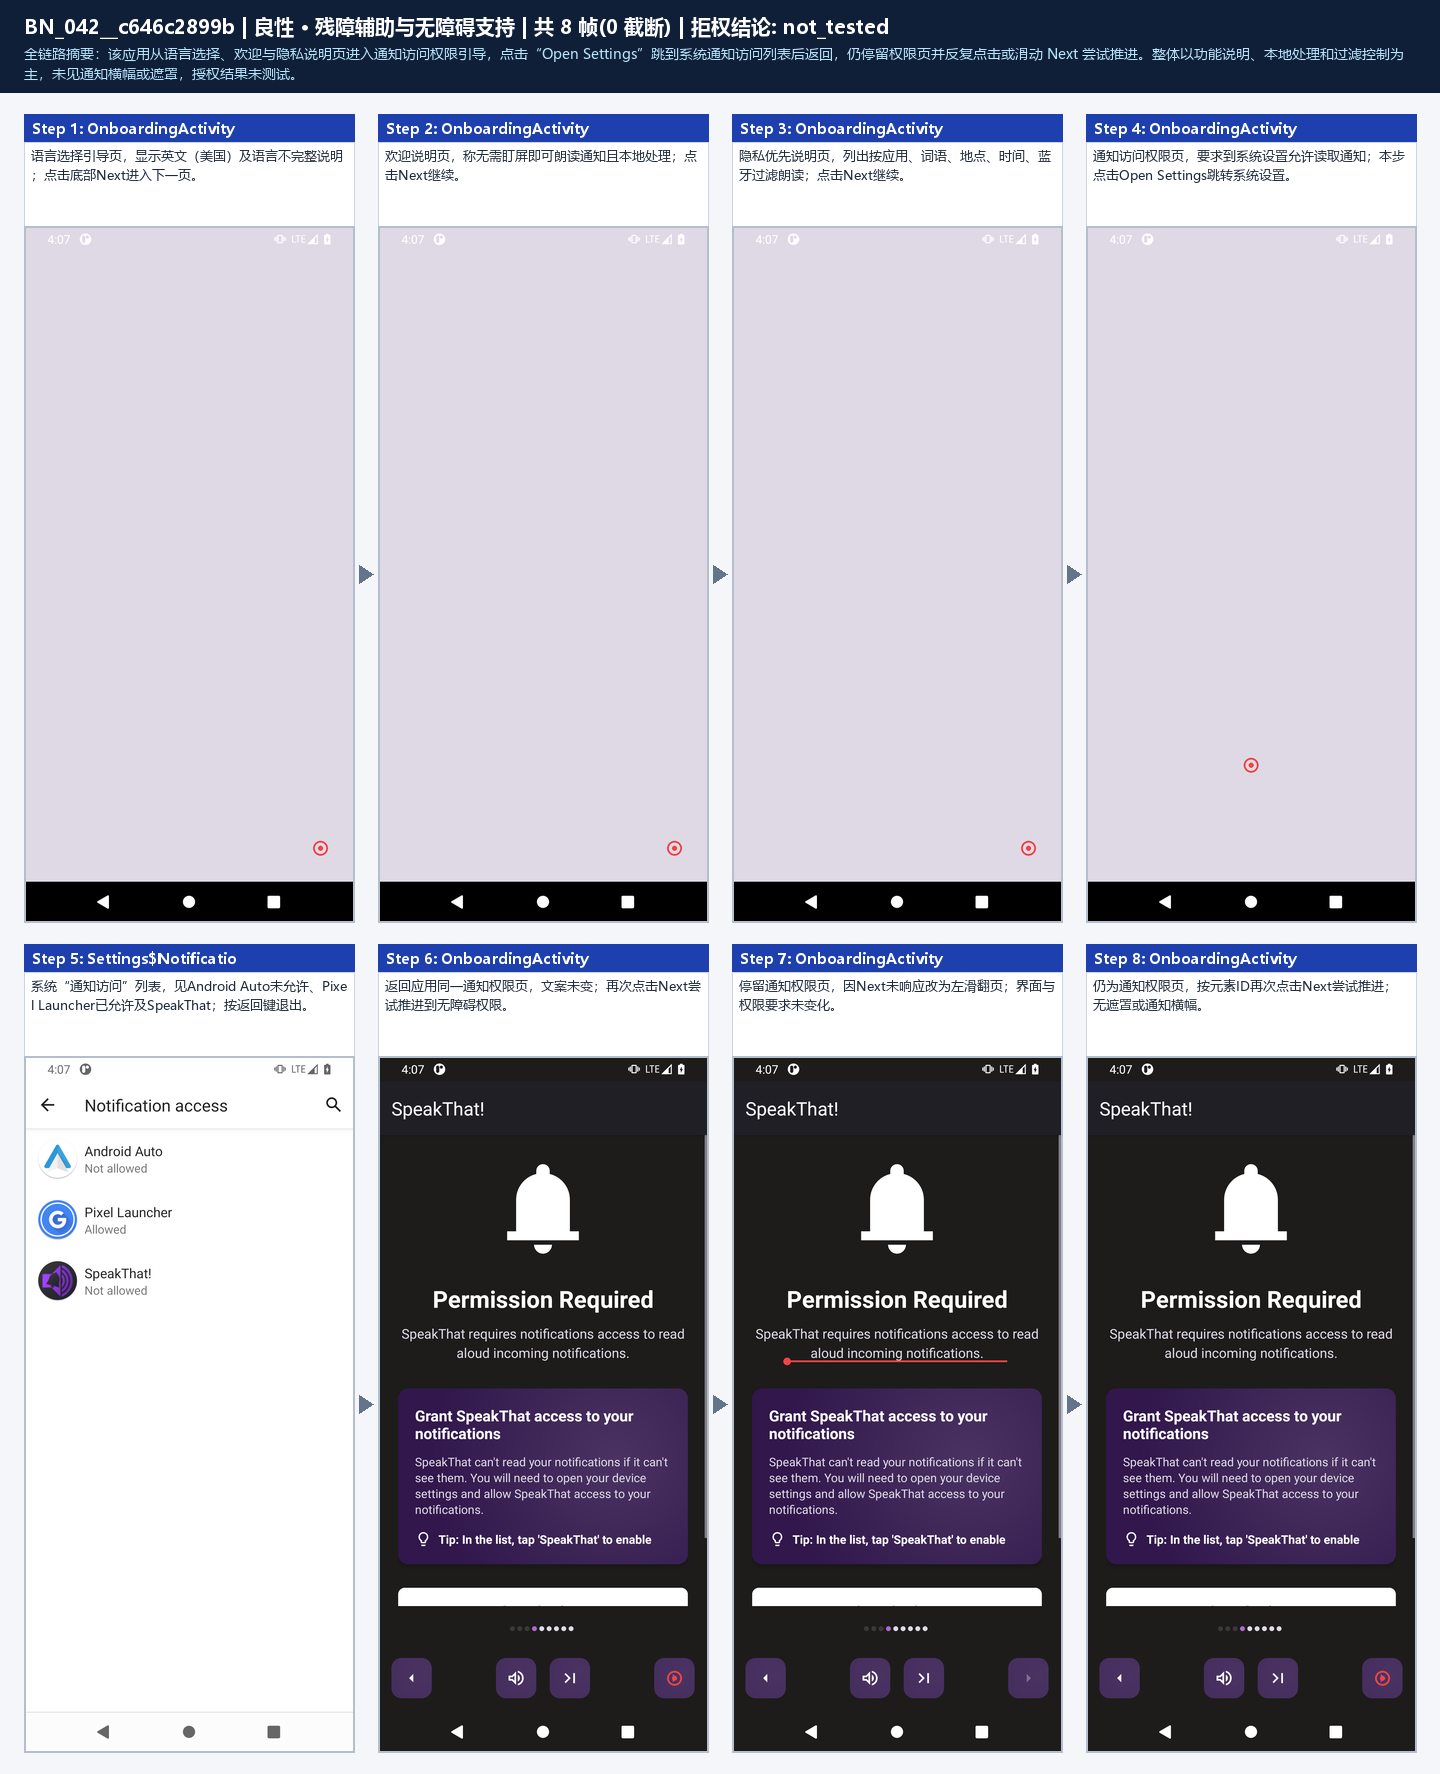 BN_042__c646c2899b | 良性 • 残障辅助与无障碍支持 | 共 8 帧(0 截断) | 拒权结论: not_tested
全链路摘要：该应用从语言选择、欢迎与隐私说明页进入通知访问权限引导，点击“Open Settings”跳到系统通知访问列表后返回，仍停留权限页并反复点击或滑动 Next 尝试推进。整体以功能说明、本地处理和过滤控制为
主，未见通知横幅或遮罩，授权结果未测试。
Step 1: OnboardingActivity
语言选择引导页，显示英文（美国）及语言不完整说明
；点击底部Next进入下一页。
4:07
LTE
Step 2: OnboardingActivity
欢迎说明页，称无需盯屏即可朗读通知且本地处理；点
击Next继续。
4:07
LTE
Step 3: OnboardingActivity
隐私优先说明页，列出按应用、词语、地点、时间、蓝
牙过滤朗读；点击Next继续。
4:07
LTE
Step 4: OnboardingActivity
通知访问权限页，要求到系统设置允许读取通知；本步
点击Open Settings跳转系统设置。
4:07
LTE
Step 5: Settings$INotificatio
系统“通知访问”列表，见Android Auto未允许、Pixe
l Launcher已允许及SpeakThat；按返回键退出。
4:07
LTE
Notification access
Android Auto
Not allowed
Pixel Launcher
Allowed
SpeakThat!
Not allowed
Step 6: OnboardingActivity
返回应用同一通知权限页，文案未变；再次点击Next尝
试推进到无障碍权限。
4:07
LTE
SpeakThat!
Permission Required
SpeakThat requires notifications access to read
aloud incoming notifications.
Grant SpeakThat access to your
notifications
SpeakThat can't read your notifications if it can't
see them. You will need to open your device
settings and allow SpeakThat access to your
notifications.
Tip: In the list, tap 'SpeakThat' to enable
Step 7: OnboardingActivity
停留通知权限页，因Next未响应改为左滑翻页；界面与
权限要求未变化。
4:07
LTE
SpeakThat!
Permission Required
SpeakThat requires notifications access to read
aloud incoming notifications.
Grant SpeakThat access to your
notifications
SpeakThat can't read your notifications if it can't
see them. You will need to open your device
settings and allow SpeakThat access to your
notifications.
Tip: In the list, tap 'SpeakThat' to enable
Step 8: OnboardingActivity
仍为通知权限页，按元素ID再次点击Next尝试推进；
无遮罩或通知横幅。
4:07
LTE
SpeakThat!
Permission Required
SpeakThat requires notifications access to read
aloud incoming notifications.
Grant SpeakThat access to your
notifications
SpeakThat can't read your notifications if it can't
see them. You will need to open your device
settings and allow SpeakThat access to your
notifications.
Tip: In the list, tap 'SpeakThat' to enable